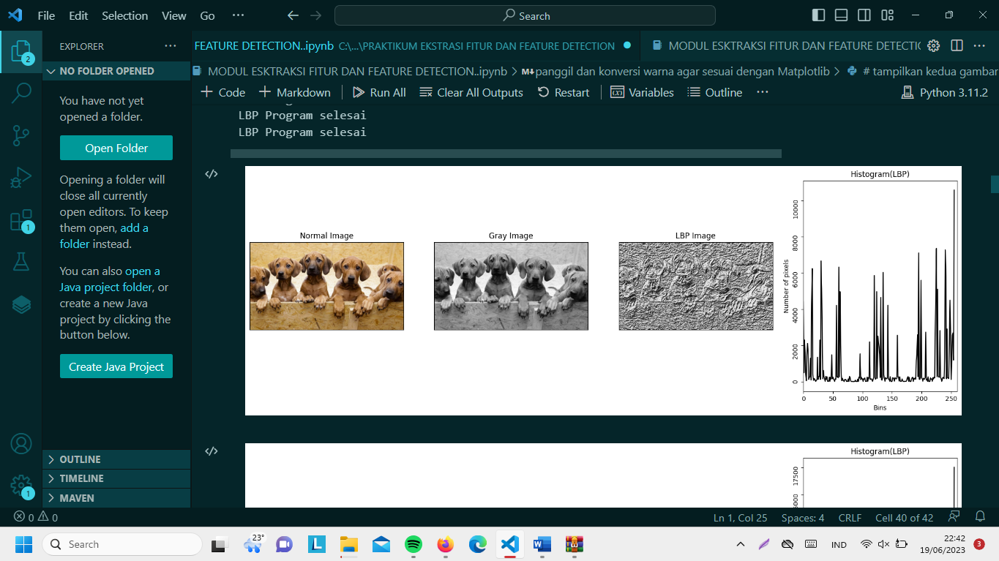 File Edit Selection View Go ···
Search
EXPLORER ···
FEATURE DETECTION..ipynb C:\...\PRAKTIKUM EKSTRASI FITUR DAN FEATURE DETECTION
MODUL ESKTRAKSI FITUR DAN FEATURE DETECTIO
NO FOLDER OPENED
MODUL ESKTRAKSI FITUR DAN FEATURE DETECTION..ipynb > M↓panggil dan konversi warna agar sesuai dengan Matplotlib > # tampilkan kedua gambar
+ Code + Markdown Run All Clear All Outputs Restart Variables Outline ··· Python 3.11.2
You have not yet
opened a folder.
Open Folder
Opening a folder will
close all currently
open editors. To keep
them open, add a
folder instead.
You can also open a
Java project folder, or
create a new Java
project by clicking the
button below.
Create Java Project
OUTLINE
TIMELINE
MAVEN
2
1
1
LBP Program selesai
LBP Program selesai
Normal Image
Gray Image
LBP Image
Histogram(LBP)
Number of pixels
10000
8000
6000
4000
2000
0
0 50 100 150 200 250
Bins
Histogram(LBP)
17500
0 0
Ln 1, Col 25 Spaces: 4 CRLF Cell 40 of 42
Search
23°
L
W
IND
22:42
19/06/2023
3